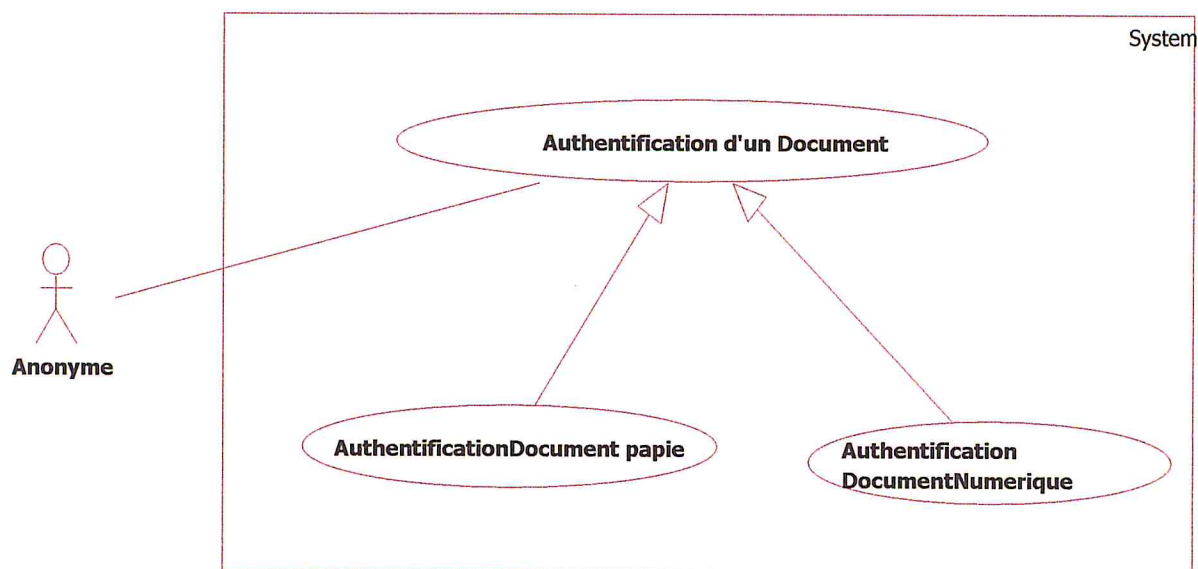 System
Authentification d'un Document
Anonyme
AuthentificationDocument papie
Authentification
DocumentNumerique